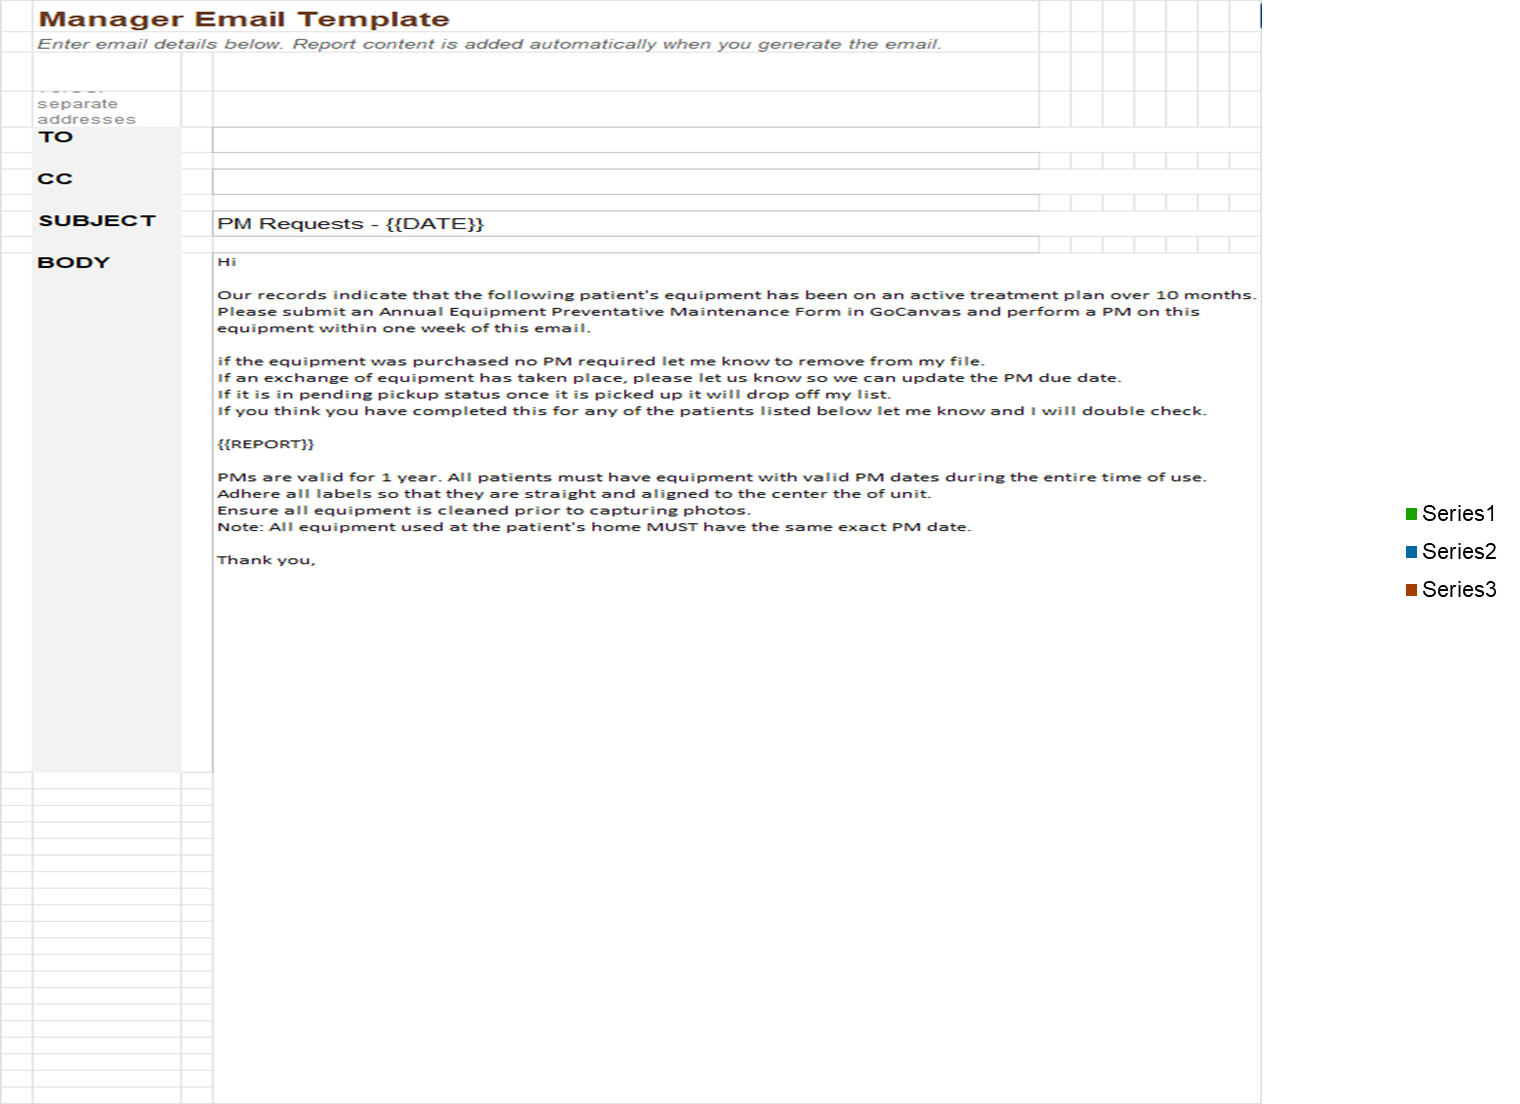 Manager Email Template
Enter email details below. Report content is added automatically when you generate the email.
separate
addresses
TO
CC
SUBJECT
PM Requests - {{DATE}}
BODY
Hi
Our records indicate that the following patient's equipment has been on an active treatment plan over 10 months.
Please submit an Annual Equipment Preventative Maintenance Form in GoCanvas and perform a PM on this
equipment within one week of this email.
if the equipment was purchased no PM required let me know to remove from my file.
If an exchange of equipment has taken place, please let us know so we can update the PM due date.
If it is in pending pickup status once it is picked up it will drop off my list.
If you think you have completed this for any of the patients listed below let me know and I will double check.
{{REPORT}}
PMs are valid for 1 year. All patients must have equipment with valid PM dates during the entire time of use.
Adhere all labels so that they are straight and aligned to the center the of unit.
Ensure all equipment is cleaned prior to capturing photos.
Note: All equipment used at the patient's home MUST have the same exact PM date.
Thank you,
Series1
Series2
Series3